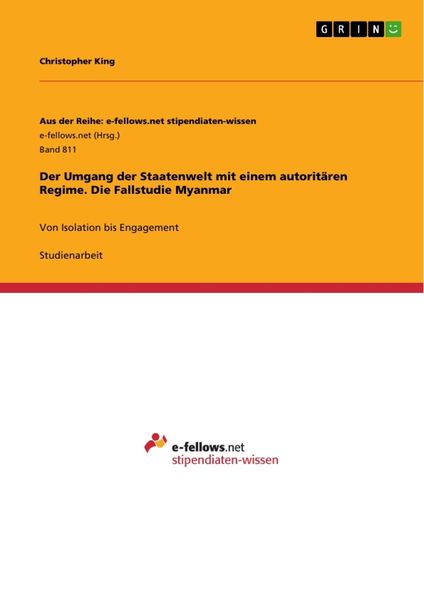 GRIN
Christopher King
Aus der Reihe: e-fellows.net stipendiaten-wissen
e-fellows.net (Hrsg.)
Band 811
Der Umgang der Staatenwelt mit einem autoritären
Regime. Die Fallstudie Myanmar
Von Isolation bis Engagement
Studienarbeit
e-fellows.net
stipendiaten-wissen